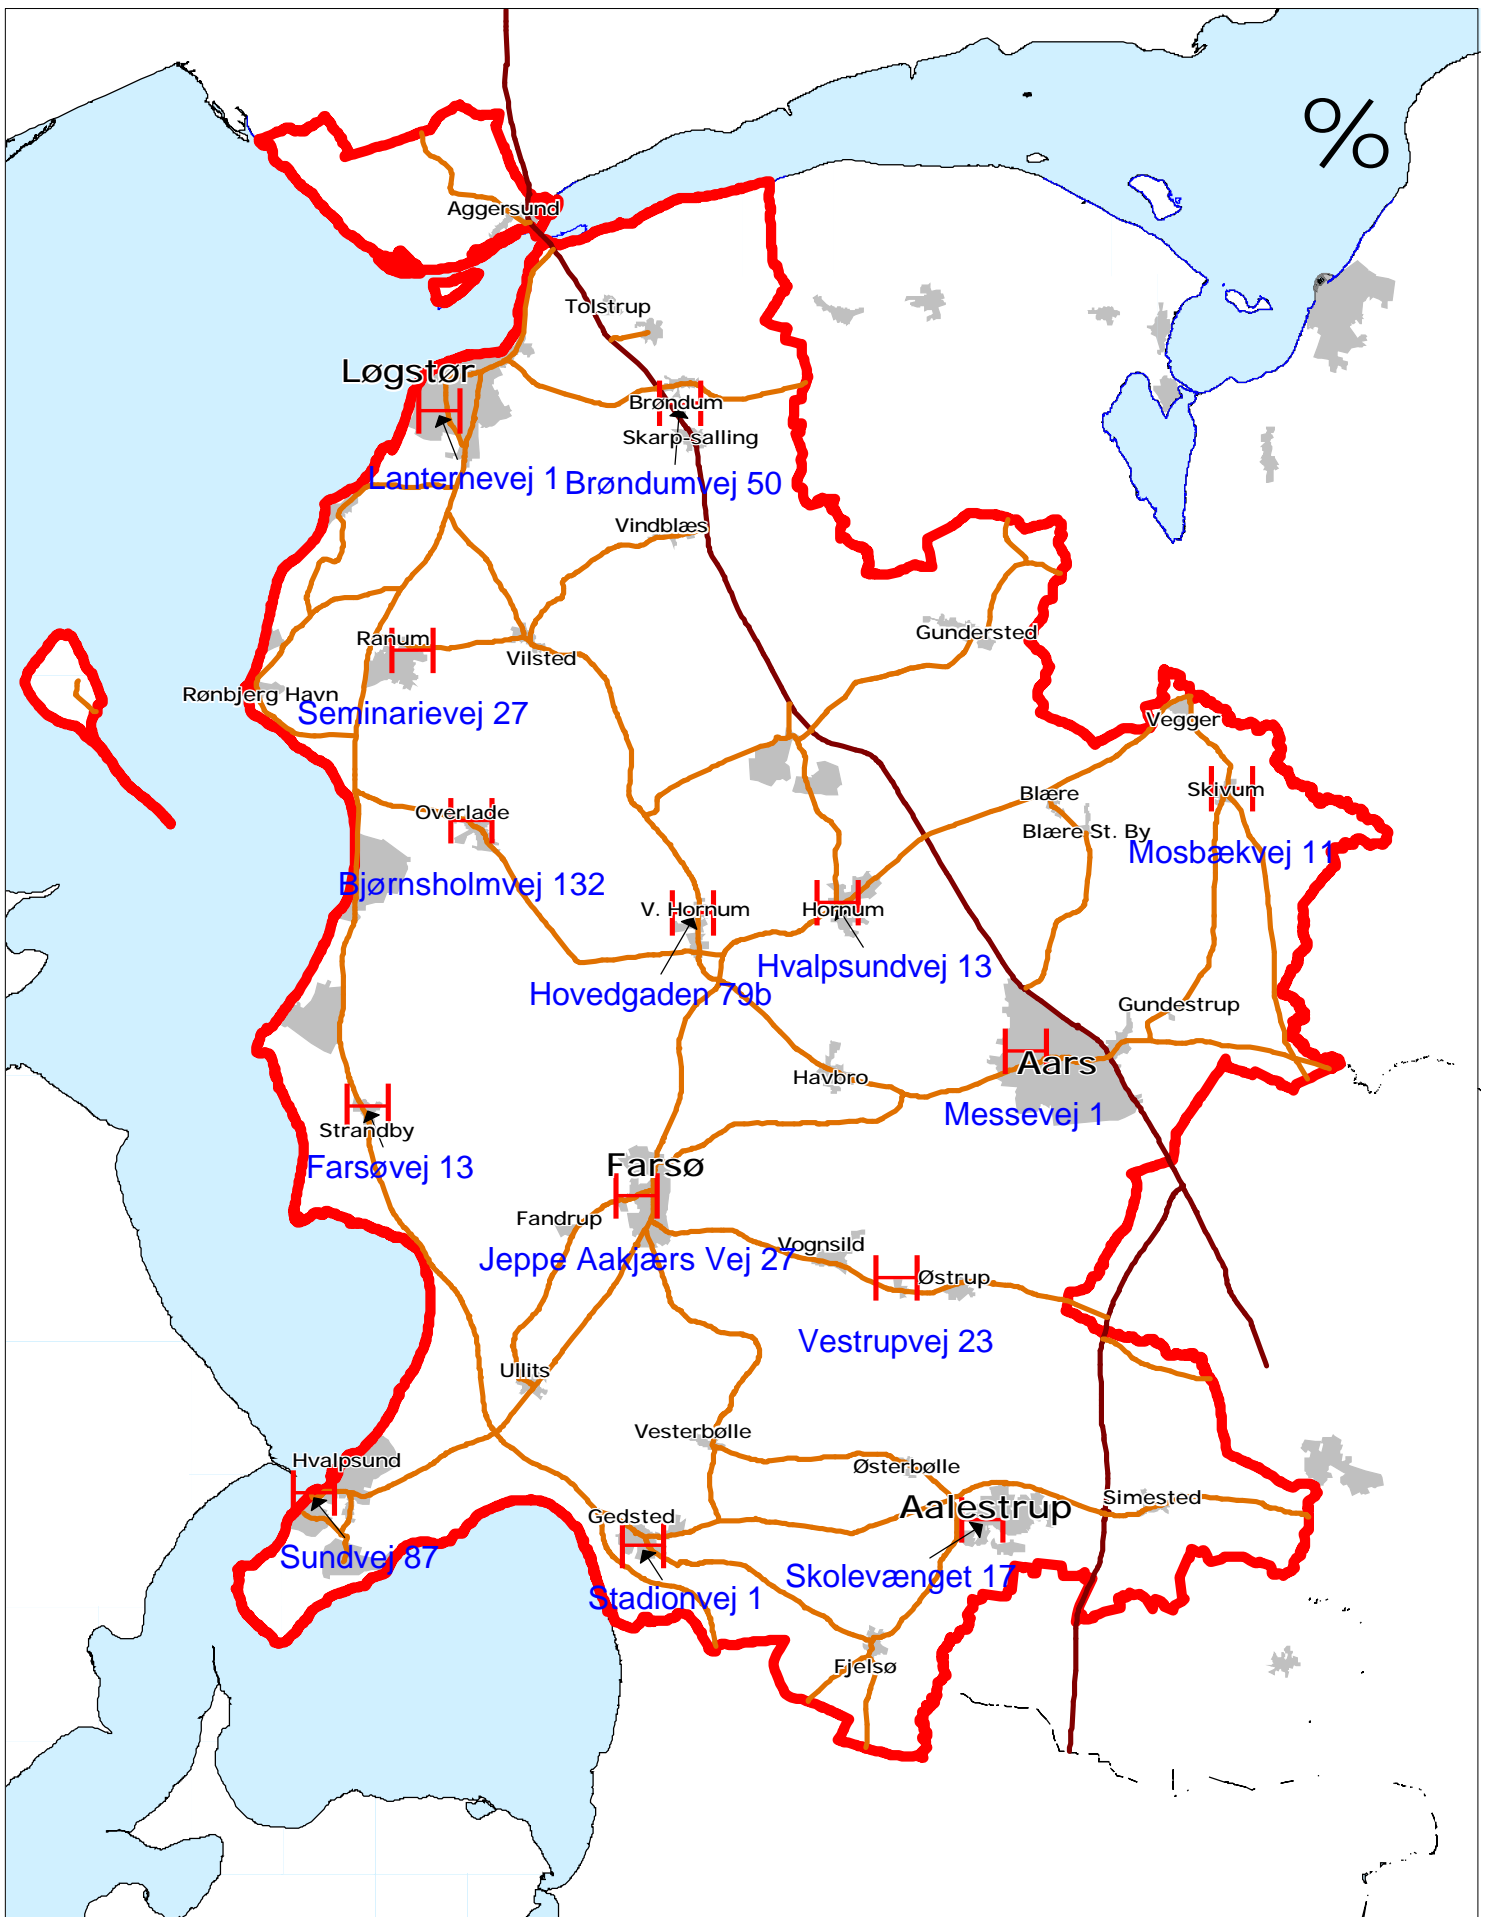 %
Aggersund
Tolstrup
Løgstør
Brøndum
Skarp-salling
Lanternevej 1
Brøndumvej 50
Vindblæs
Gundersted
Ranum
Vilsted
Rønbjerg Havn
Seminarievej 27
Vegger
Skivum
Blære
Overlade
Blære St. By
Mosbækvej 11
Bjørnsholmvej 132
V. Hornum
Hornum
Hvalpsundvej 13
Hovedgaden 79b
Gundestrup
Aars
Havbro
Messevej 1
Strandby
Farsøvej 13
Farsø
Fandrup
Vognsild
Jeppe Aakjærs Vej 27
Østrup
Vestrupvej 23
Ullits
Vesterbølle
Hvalpsund
Østerbølle
Simested
Aalestrup
Gedsted
Sundvej 87
Skolevænget 17
Stadionvej 1
Fjelsø